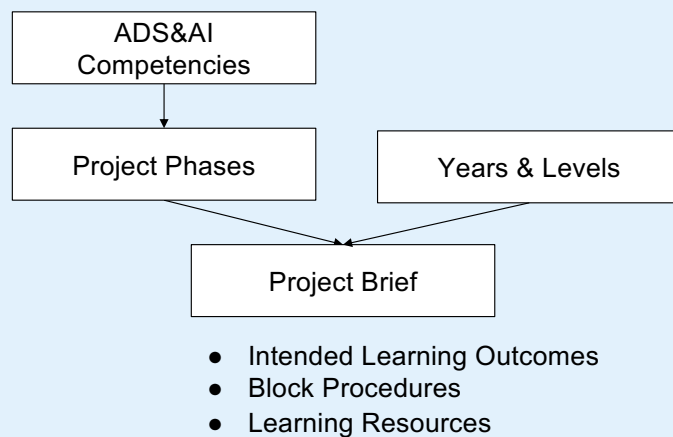 ADS&AI
Competencies
Project Phases
Years & Levels
Project Brief
● Intended Learning Outcomes
● Block Procedures
● Learning Resources